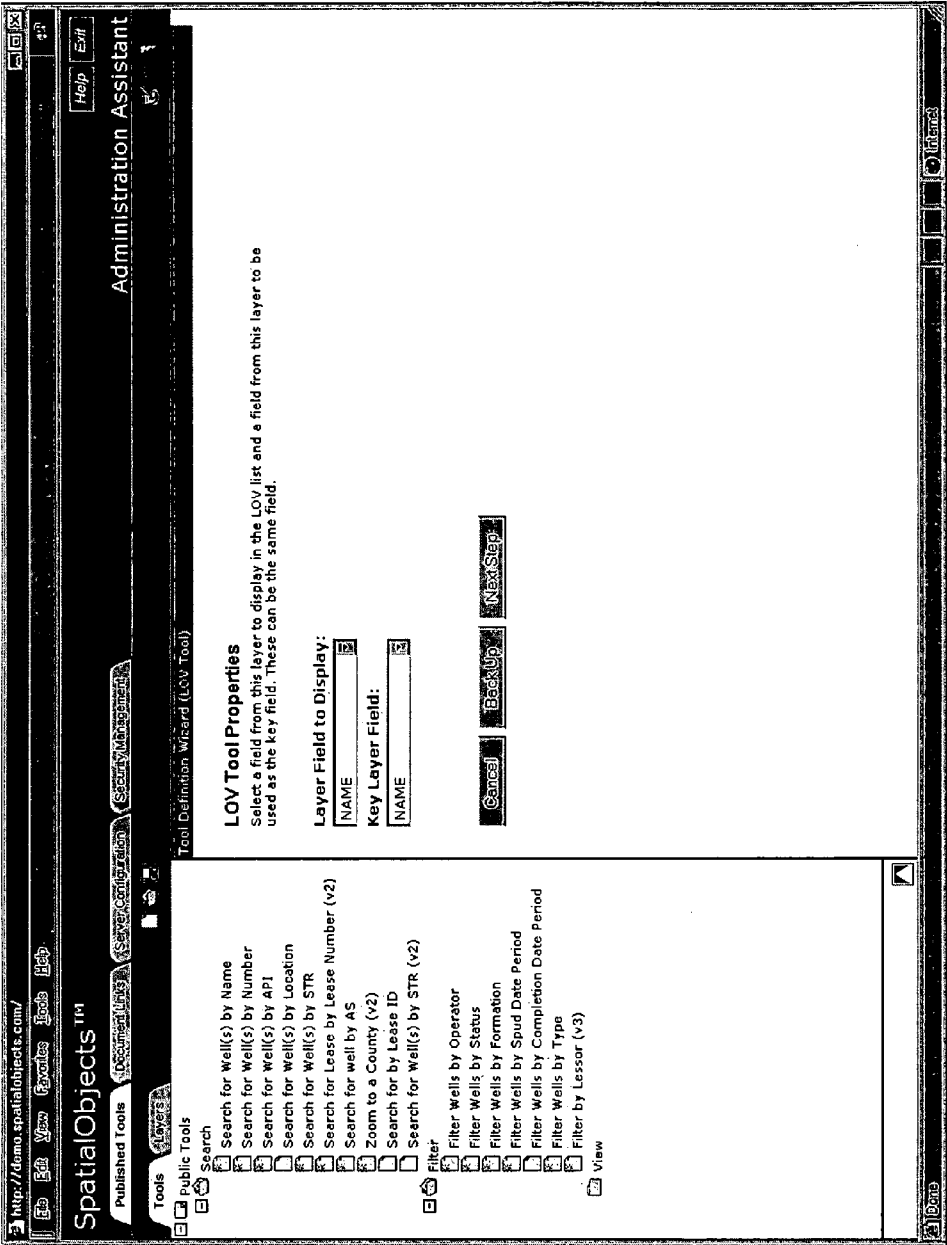 http://demo.spatialobjects.com/
File Edit View Favorites Tools Help
SpatialObjects™
Help Exit
Published Tools Document Links Server Configuration Security Management
Administration Assistant
Tools Layers
Public Tools
Search
Search for Well(s) by Name
Search for Well(s) by Number
Search for Well(s) by API
Search for Well(s) by Location
Search for Well(s) by STR
Search for Lease by Lease Number (v2)
Search for well by AS
Zoom to a County (v2)
Search for by Lease ID
Search for Well(s) by STR (v2)
Filter
Filter Wells by Operator
Filter Wells by Status
Filter Wells by Formation
Filter Wells by Spud Date Period
Filter Wells by Completion Date Period
Filter Wells by Type
Filter by Lessor (v3)
View
Tool Definition Wizard (LOV Tool)
LOV Tool Properties
Select a field from this layer to display in the LOV list and a field from this layer to be
used as the key field. These can be the same field.
Layer Field to Display:
NAME
Key Layer Field:
NAME
Cancel Back Up Next Step
Done
Internet